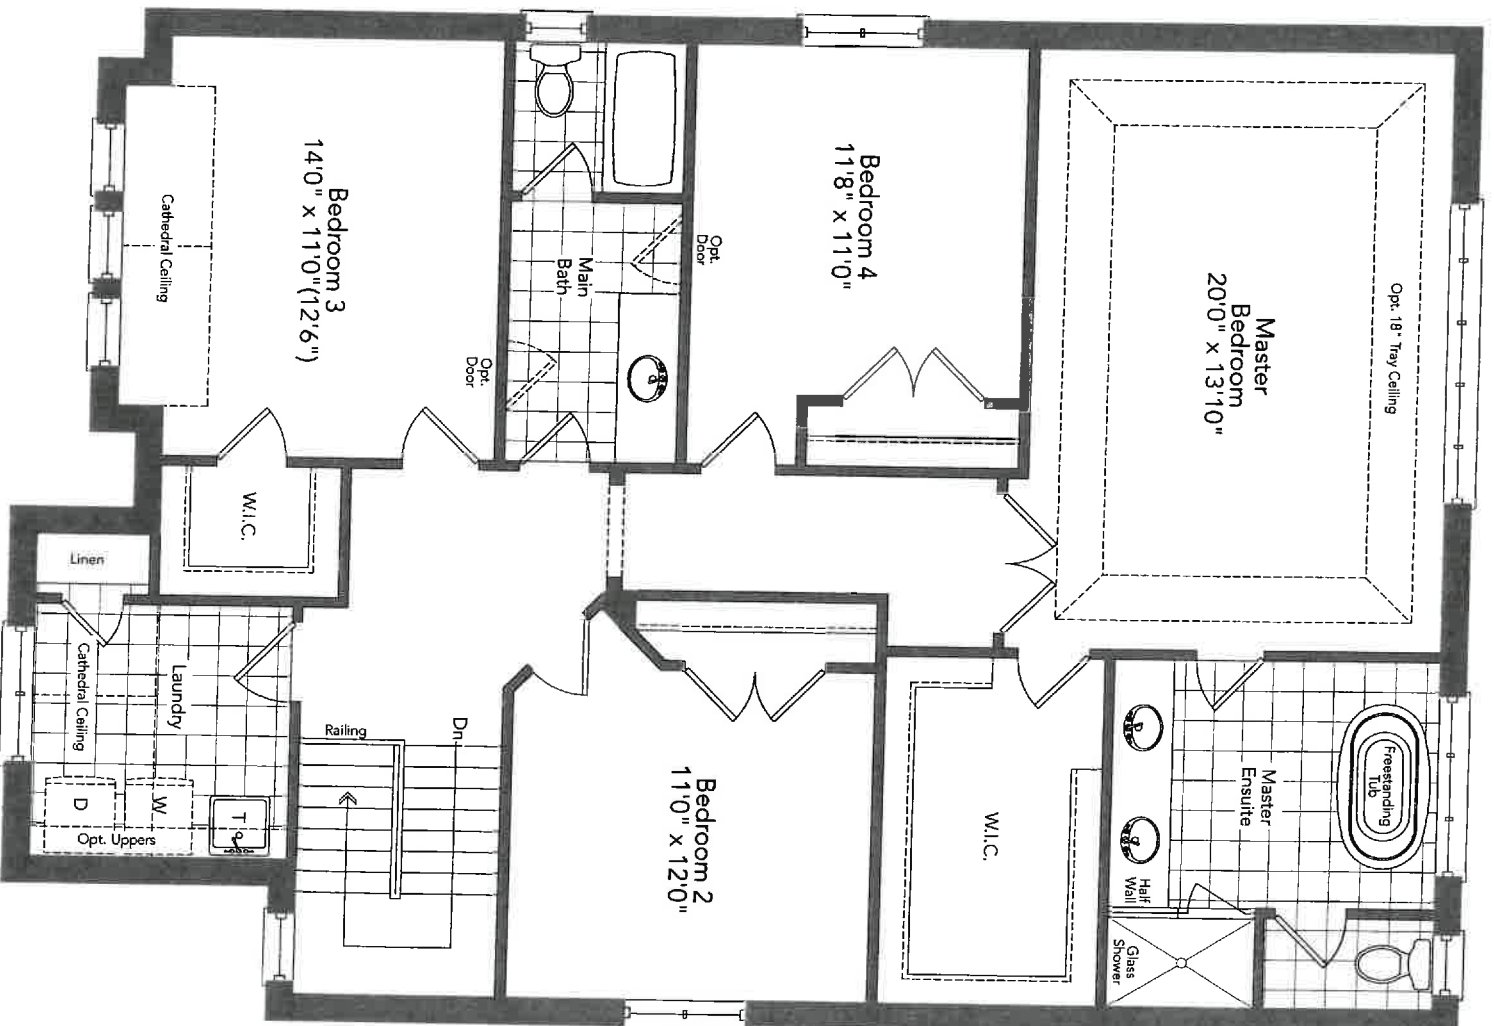 Opt. 18" Tray Ceiling
Master
Bedroom
20'0" x 13'10"
Freestanding
Tub
Master
Ensuite
Half
Wall
Glass
Shower
W.I.C.
Bedroom 4
11'8" x 11'0"
Opt.
Door
Main
Bath
Opt.
Door
Bedroom 2
11'0" x 12'0"
Bedroom 3
14'0" x 11'0"(12'6")
Cathedral Ceiling
W.I.C.
Dn
Railing
Linen
Laundry
Cathedral Ceiling
T
W
D
Opt. Uppers